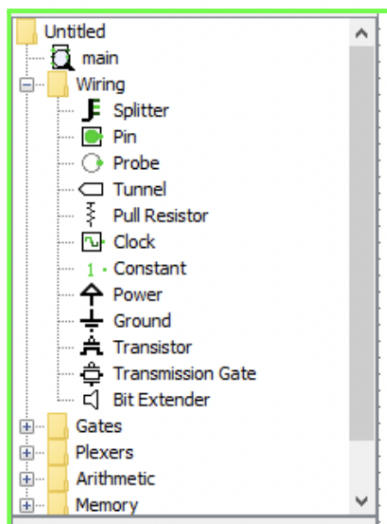 Untitled
main
Wiring
Splitter
Pin
Probe
Tunnel
Pull Resistor
Clock
1 Constant
Power
Ground
Transistor
Transmission Gate
Bit Extender
Gates
Plexers
Arithmetic
Memory